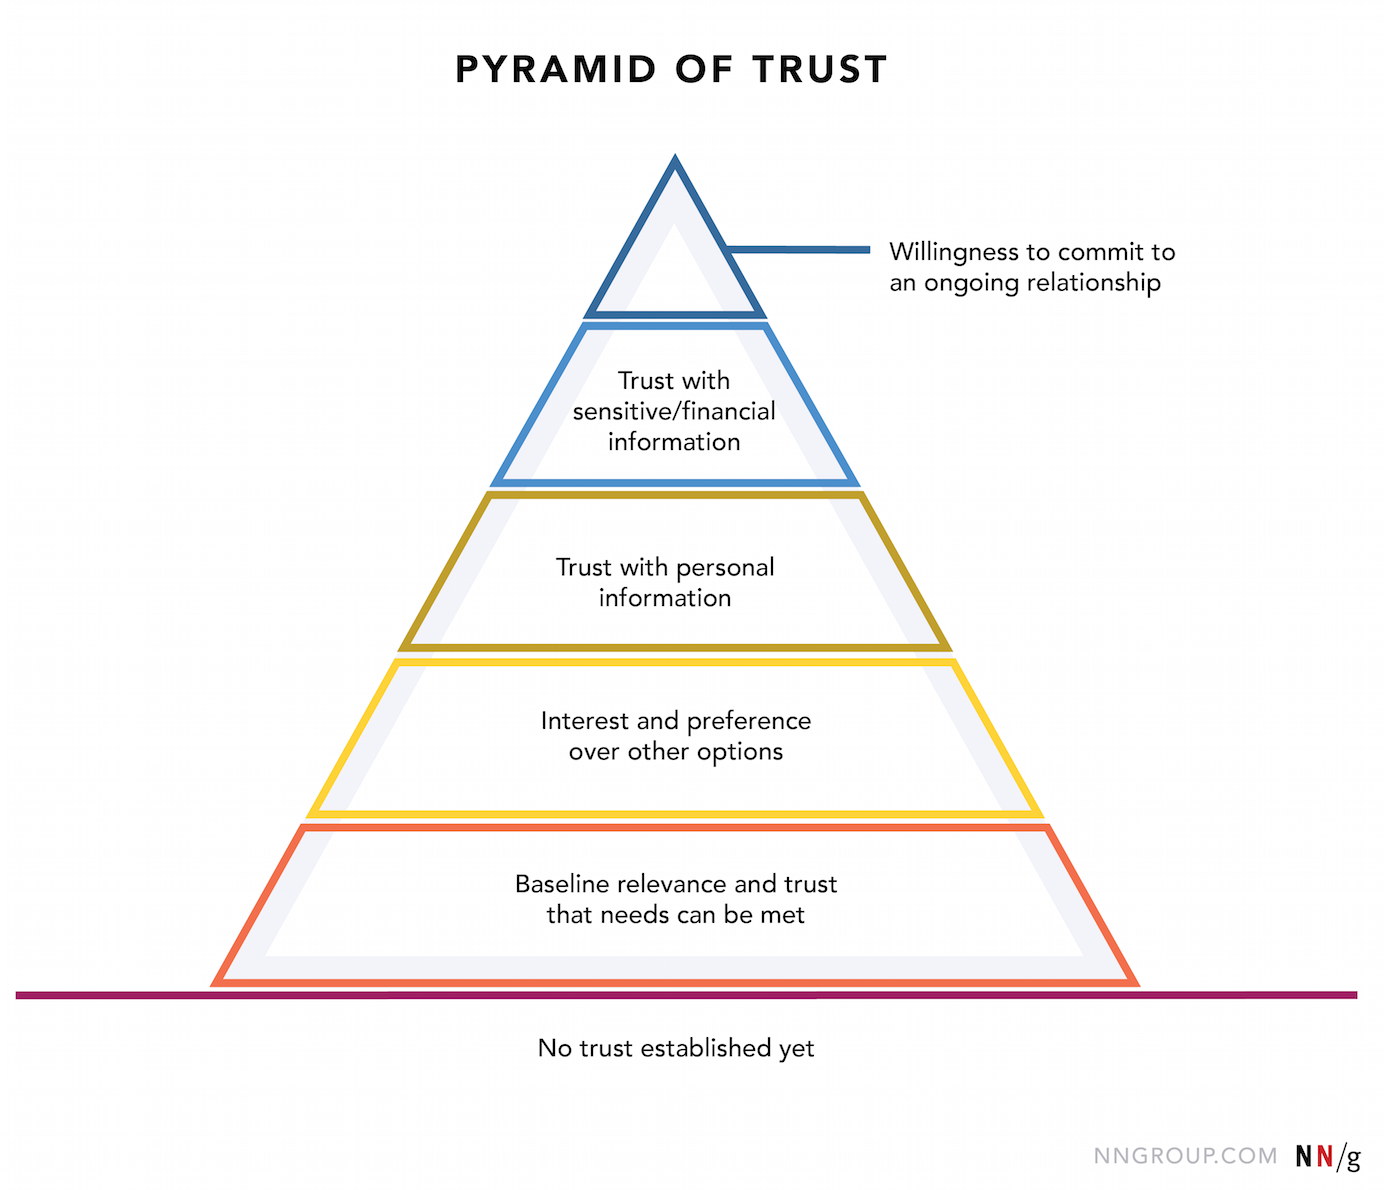 PYRAMID OF TRUST
Willingness to commit to
an ongoing relationship
Trust with
sensitive/financial
information
Trust with personal
information
Interest and preference
over other options
Baseline relevance and trust
that needs can be met
No trust established yet
NNGROUP.COM NN/g